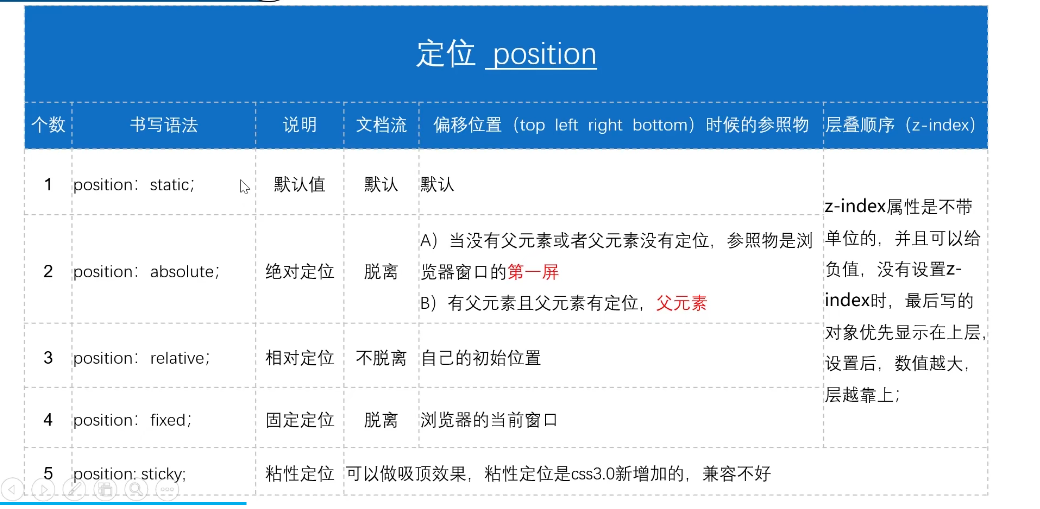 定位 position
个数 书写语法 说明 文档流 偏移位置（top left right bottom）时候的参照物 层叠顺序（z-index）
1 position：static; 默认值 默认 默认
2 position：absolute; 绝对定位 脱离
A）当没有父元素或者父元素没有定位，参照物是浏
览器窗口的第一屏
B）有父元素且父元素有定位，父元素
3 position：relative; 相对定位 不脱离 自己的初始位置
4 position：fixed; 固定定位 脱离 浏览器的当前窗口
z-index属性是不带
单位的，并且可以给
负值，没有设置z-
index时，最后写的
对象优先显示在上层，
设置后，数值越大，
层越靠上;
5 position: sticky; 粘性定位 可以做吸顶效果，粘性定位是css3.0新增加的，兼容不好